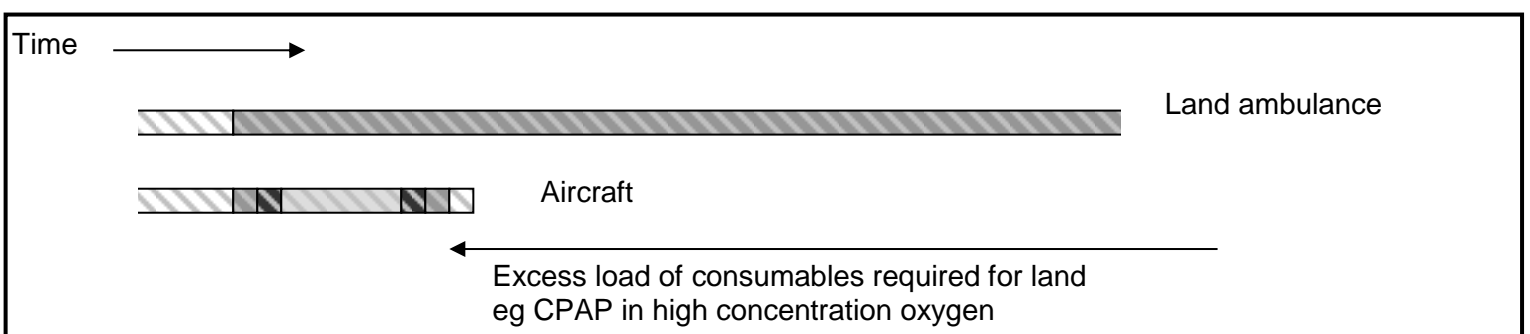 Time
Land ambulance
Aircraft
Excess load of consumables required for land
eg CPAP in high concentration oxygen